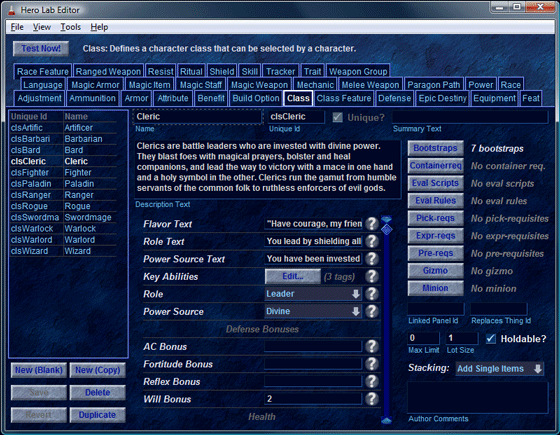 Hero Lab Editor
File View Tools Help
Test Now! Class: Defines a character class that can be selected by a character.
Race Feature Ranged Weapon Resist Ritual Shield Skill Tracker Trait Weapon Group
Language Magic Armor Magic Item Magic Staff Magic Weapon Mechanic Melee Weapon Paragon Path Power Race
Adjustment Ammunition Armor Attribute Benefit Build Option Class Class Feature Defense Epic Destiny Equipment Feat
Unique Id Name
clsArtific Artificer
clsBarbari Barbarian
clsBard Bard
clsCleric Cleric
clsFighter Fighter
clsPaladin Paladin
clsRanger Ranger
clsRogue Rogue
clsSwordma Swordmage
clsWarlock Warlock
clsWarlord Warlord
clsWizard Wizard
New (Blank) New (Copy)
Save Delete
Revert Duplicate
Cleric clsCleric Unique?
Name Unique Id Summary Text
Clerics are battle leaders who are invested with divine power.
They blast foes with magical prayers, bolster and heal
companions, and lead the way to victory with a mace in one hand
and a holy symbol in the other. Clerics run the gamut from humble
servants of the common folk to ruthless enforcers of evil gods.
Description Text
Flavor Text "Have courage, my frien ?
Role Text You lead by shielding all ?
Power Source Text You have been invested ?
Key Abilities Edit... (3 tags) ?
Role Leader ?
Power Source Divine ?
Defense Bonuses
AC Bonus ?
Fortitude Bonus ?
Reflex Bonus ?
Will Bonus 2 ?
Health
Bootstraps 7 bootstraps
Containerreq No container req.
Eval Scripts No eval scripts
Eval Rules No eval rules
Pick-reqs No pick-requisites
Expr-reqs No expr-requisites
Pre-reqs No pre-requisites
Gizmo No gizmo
Minion No minion
Linked Panel Id Replaces Thing Id
0 1 Holdable?
Max Limit Lot Size
Stacking: Add Single Items
Author Comments